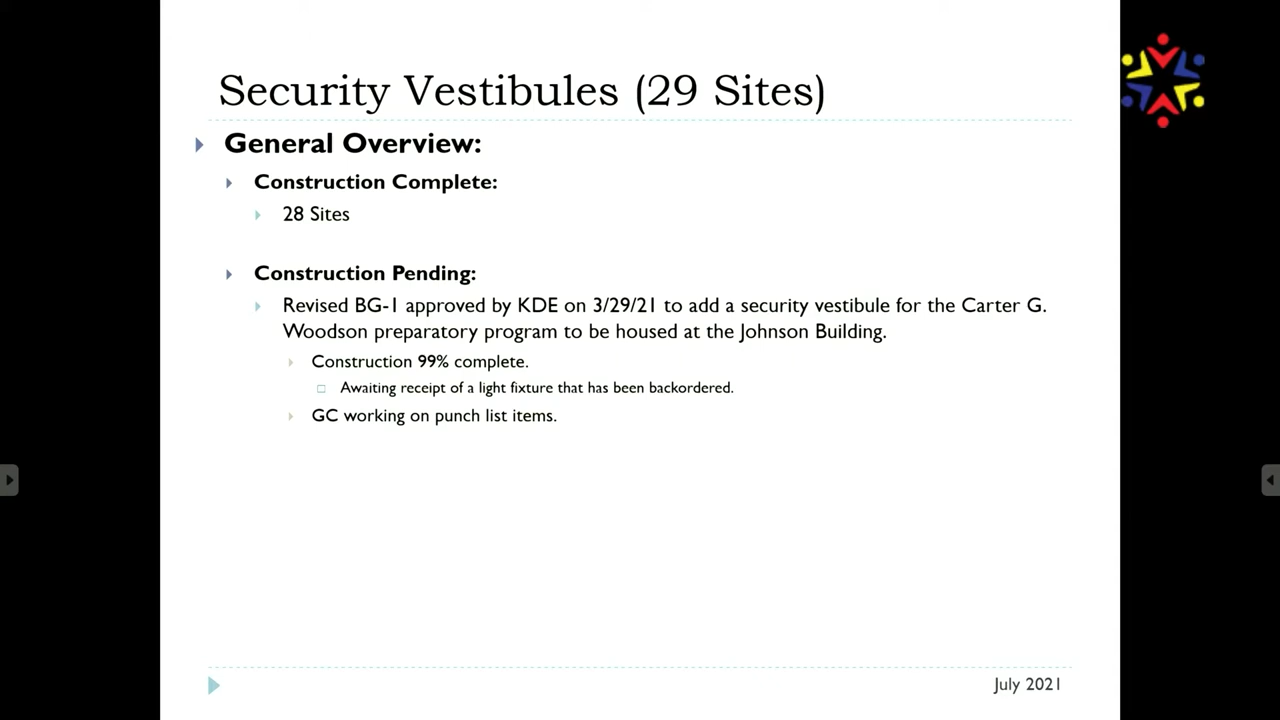 Security Vestibules (29 Sites)
General Overview:
Construction Complete:
28 Sites
Construction Pending:
Revised BG-1 approved by KDE on 3/29/21 to add a security vestibule for the Carter G.
Woodson preparatory program to be housed at the Johnson Building.
Construction 99% complete.
Awaiting receipt of a light fixture that has been backordered.
GC working on punch list items.
July 2021